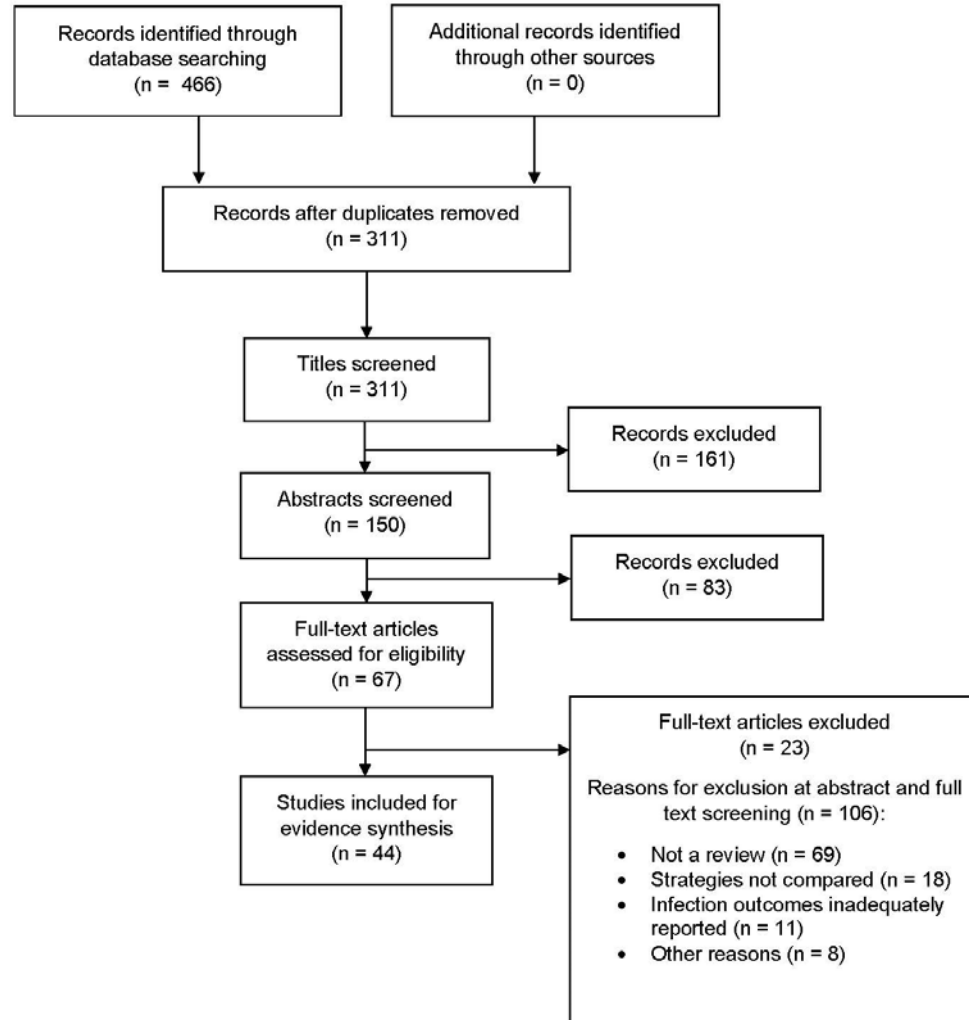 Records identified through
database searching
(n = 466)
Additional records identified
through other sources
(n = 0)
Records after duplicates removed
(n = 311)
Titles screened
(n = 311)
Records excluded
(n = 161)
Abstracts screened
(n = 150)
Records excluded
(n = 83)
Full-text articles
assessed for eligibility
(n = 67)
Full-text articles excluded
(n = 23)
Reasons for exclusion at abstract and full
text screening (n = 106):
• Not a review (n = 69)
• Strategies not compared (n = 18)
• Infection outcomes inadequately
reported (n = 11)
• Other reasons (n = 8)
Studies included for
evidence synthesis
(n = 44)